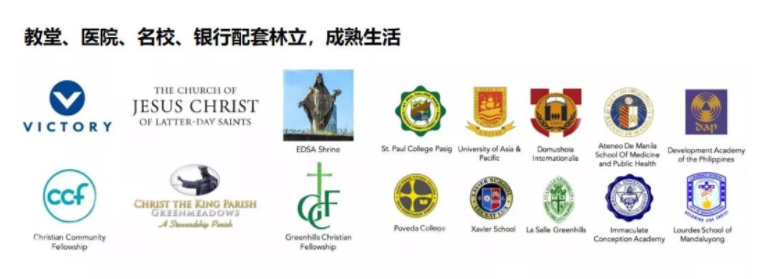 教堂、医院、名校、银行配套林立，成熟生活
VICTORY
THE CHURCH OF
JESUS CHRIST
OF LATTER-DAY SAINTS
EDSA Shrine
St. Paul College Pasig
University of Asia &
Pacific
Domuschola
Internationale
Ateneo De Manila
School Of Medicine
and Public Health
dap
Development Academy
of the Philippines
ccf
Christian Community
Fellowship
CHRIST THE KING PARISH
GREENMEADOWS
A Stewardship Parish
GCF
Greenhills Christian
Fellowship
Poveda College
Xavier School
La Salle Greenhills
Immaculate
Conception Academy
Lourdes School of
Mandaluyong